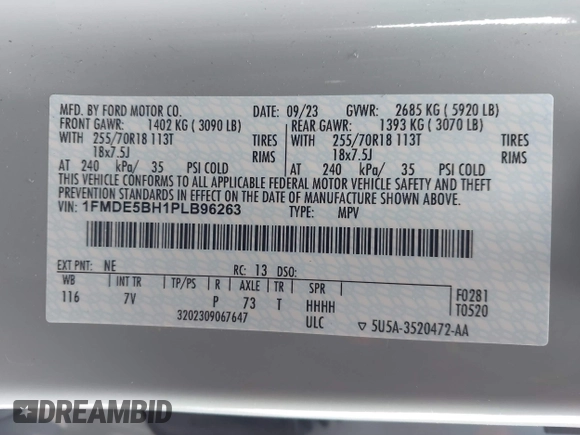 MFD. BY FORD MOTOR CO. DATE: 09/23 GVWR: 2685 KG ( 5920 LB)
FRONT GAWR: 1402 KG ( 3090 LB) REAR GAWR: 1393 KG ( 3070 LB)
WITH 255/70R18 113T TIRES WITH 255/70R18 113T TIRES
18x7.5J RIMS 18x7.5J RIMS
AT 240 kPa/ 35 PSI COLD AT 240 kPa/ 35 PSI COLD
THIS VEHICLE CONFORMS TO ALL APPLICABLE FEDERAL MOTOR VEHICLE SAFETY AND THEFT
PREVENTION STANDARDS IN EFFECT ON THE DATE OF MANUFACTURE SHOWN ABOVE.
VIN: 1FMDE5BH1PLB96263 TYPE: MPV
EXT PNT: NE RC: 13 DSO:
WB INT TR TP/PS R AXLE TR SPR F0281
116 7V P 73 T HHHH T0520
3202309067647 ULC ▽ 5U5A-3520472-AA
DREAMBID